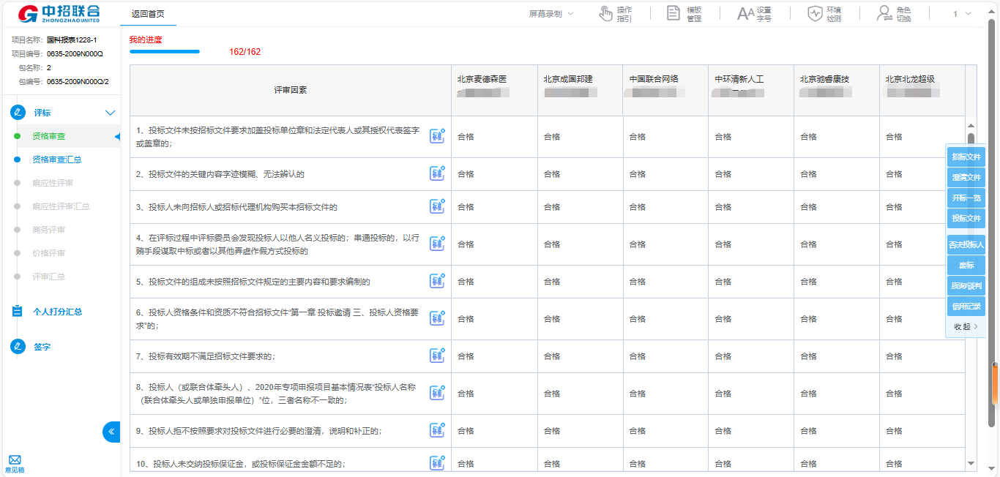 中招联合
ZHONGZHAOUNITED
返回首页
屏幕录制
操作
指引
模板
管理
设置
字号
环境
检测
角色
切换
1
项目名称: 国科报表1228-1
项目编号: 0635-2009N000Q
包名称: 2
包编号: 0635-2009N000Q/2
评标
资格审查
资格审查汇总
响应性评审
响应性评审汇总
商务评审
价格评审
评审汇总
个人打分汇总
签字
意见箱
我的进度
162/162
评审因素
北京麦德森医
北京成国邦建
中国联合网络
中环清新人工
北京驰睿康技
北京北龙超级
1、投标文件未按招标文件要求加盖投标单位章和法定代表人或其授权代表签字
或盖章的；
标准 合格 合格 合格 合格 合格 合格
2、投标文件的关键内容字迹模糊、无法辨认的
标准 合格 合格 合格 合格 合格 合格
3、投标人未向招标人或招标代理机构购买本招标文件的
标准 合格 合格 合格 合格 合格 合格
4、在评标过程中评标委员会发现投标人以他人名义投标的；串通投标的，以行
贿手段谋取中标或者以其他弄虚作假方式投标的
标准 合格 合格 合格 合格 合格 合格
5、投标文件的组成未按照招标文件规定的主要内容和要求编制的
标准 合格 合格 合格 合格 合格 合格
6、投标人资格条件和资质不符合招标文件“第一章 投标邀请 三、投标人资格要
求”的；
标准 合格 合格 合格 合格 合格 合格
7、投标有效期不满足招标文件要求的；
标准 合格 合格 合格 合格 合格 合格
8、投标人（或联合体牵头人）、2020年专项申报项目基本情况表“投标人名称
（联合体牵头人或单独申报单位）”位，三者名称不一致的；
标准 合格 合格 合格 合格 合格 合格
9、投标人拒不按照要求对投标文件进行必要的澄清，说明和补正的；
标准 合格 合格 合格 合格 合格 合格
10、投标人未交纳投标保证金，或投标保证金金额不足的；
标准 合格 合格 合格 合格 合格 合格
招标文件
澄清文件
开标一览
投标文件
否决投标人
废标
质询/谈判
信用记录
收起